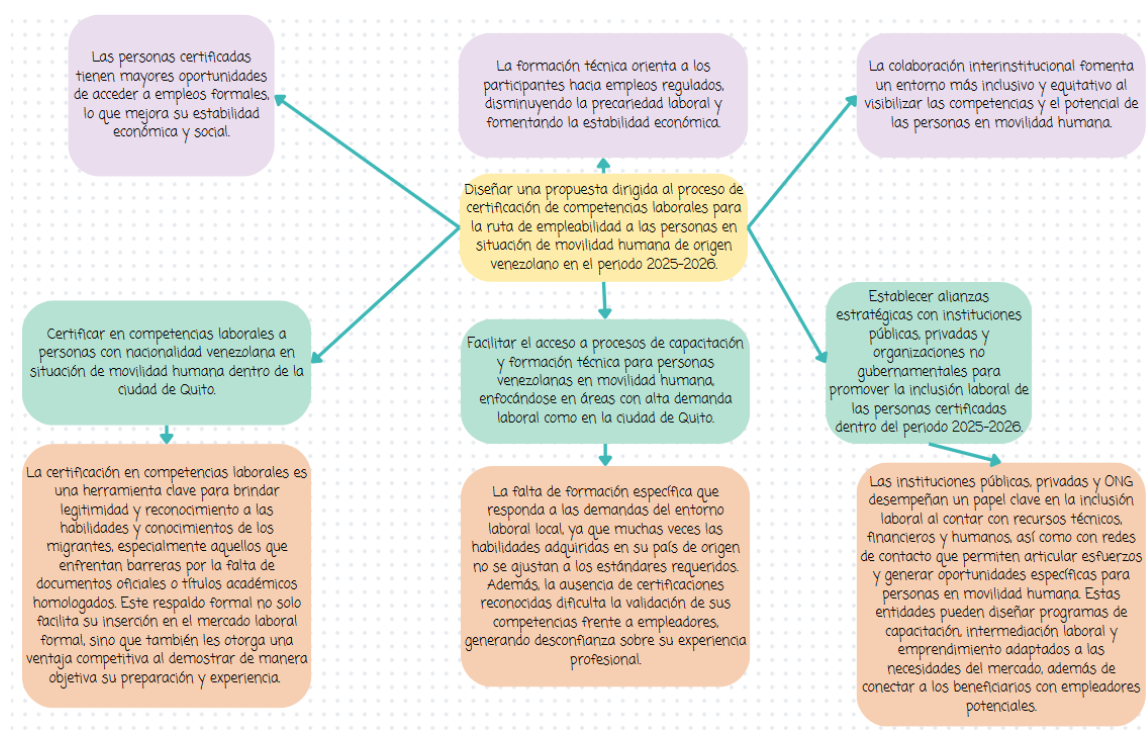 Las personas certificadas
tienen mayores oportunidades
de acceder a empleos formales,
lo que mejora su estabilidad
económica y social.
La formación técnica orienta a los
participantes hacia empleos regulados,
disminuyendo la precariedad laboral y
fomentando la estabilidad económica.
La colaboración interinstitucional fomenta
un entorno más inclusivo y equitativo al
visibilizar las competencias y el potencial de
las personas en movilidad humana.
Diseñar una propuesta dirigida al proceso de
certificación de competencias laborales para
la ruta de empleabilidad a las personas en
situación de movilidad humana de origen
venezolano en el periodo 2025-2026.
Certificar en competencias laborales a
personas con nacionalidad venezolana en
situación de movilidad humana dentro de la
ciudad de Quito.
Facilitar el acceso a procesos de capacitación
y formación técnica para personas
venezolanas en movilidad humana,
enfocándose en áreas con alta demanda
laboral como en la ciudad de Quito.
Establecer alianzas
estratégicas con instituciones
públicas, privadas y
organizaciones no
gubernamentales para
promover la inclusión laboral de
las personas certificadas
dentro del periodo 2025-2026.
La certificación en competencias laborales es
una herramienta clave para brindar
legitimidad y reconocimiento a las
habilidades y conocimientos de los
migrantes, especialmente aquellos que
enfrentan barreras por la falta de
documentos oficiales o títulos académicos
homologados. Este respaldo formal no solo
facilita su inserción en el mercado laboral
formal, sino que también les otorga una
ventaja competitiva al demostrar de manera
objetiva su preparación y experiencia.
La falta de formación específica que
responda a las demandas del entorno
laboral local, ya que muchas veces las
habilidades adquiridas en su país de origen
no se ajustan a los estándares requeridos.
Además, la ausencia de certificaciones
reconocidas dificulta la validación de sus
competencias frente a empleadores,
generando desconfianza sobre su experiencia
profesional.
Las instituciones públicas, privadas y ONG
desempeñan un papel clave en la inclusión
laboral al contar con recursos técnicos,
financieros y humanos, así como con redes
de contacto que permiten articular esfuerzos
y generar oportunidades específicas para
personas en movilidad humana. Estas
entidades pueden diseñar programas de
capacitación, intermediación laboral y
emprendimiento adaptados a las
necesidades del mercado, además de
conectar a los beneficiarios con empleadores
potenciales.